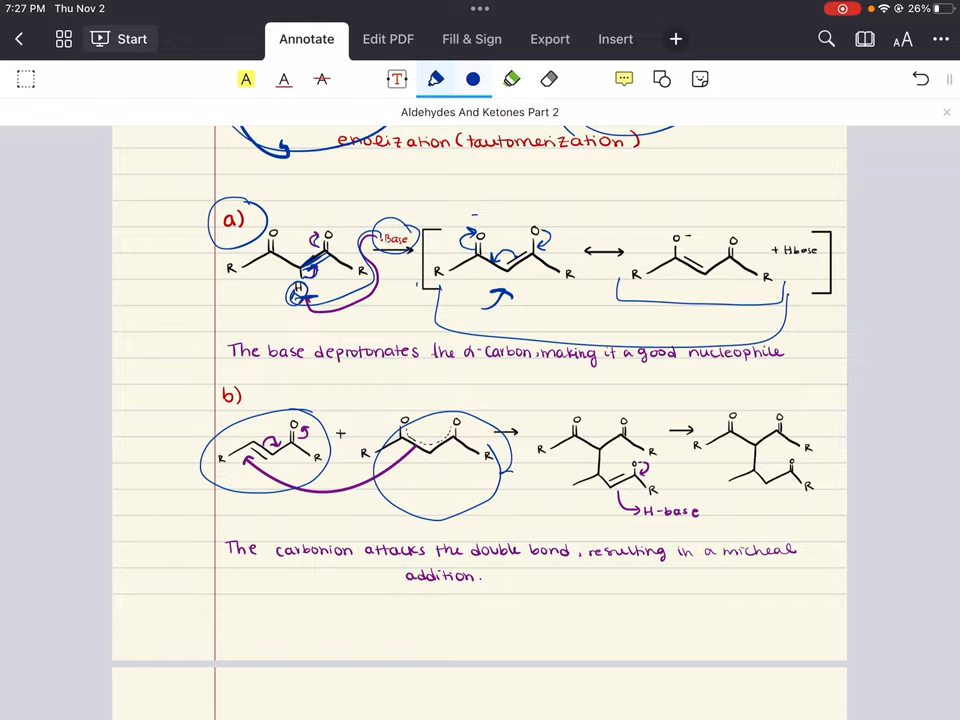 7:27 PM Thu Nov 2
26%
Start
Annotate
Edit PDF
Fill & Sign
Export
Insert
AA
A
A
A
T
Aldehydes And Ketones Part 2
enolization (tautomerization)
a)
O O :Base O O- O- O
R R R R R R + Hbase
H
The base deprotonates the α-carbon, making it a good nucleophile
b)
O O O O O O O
R R + R R R R
O- O
R R
H-base
The carbonion attacks the double bond, resulting in a micheal
addition.